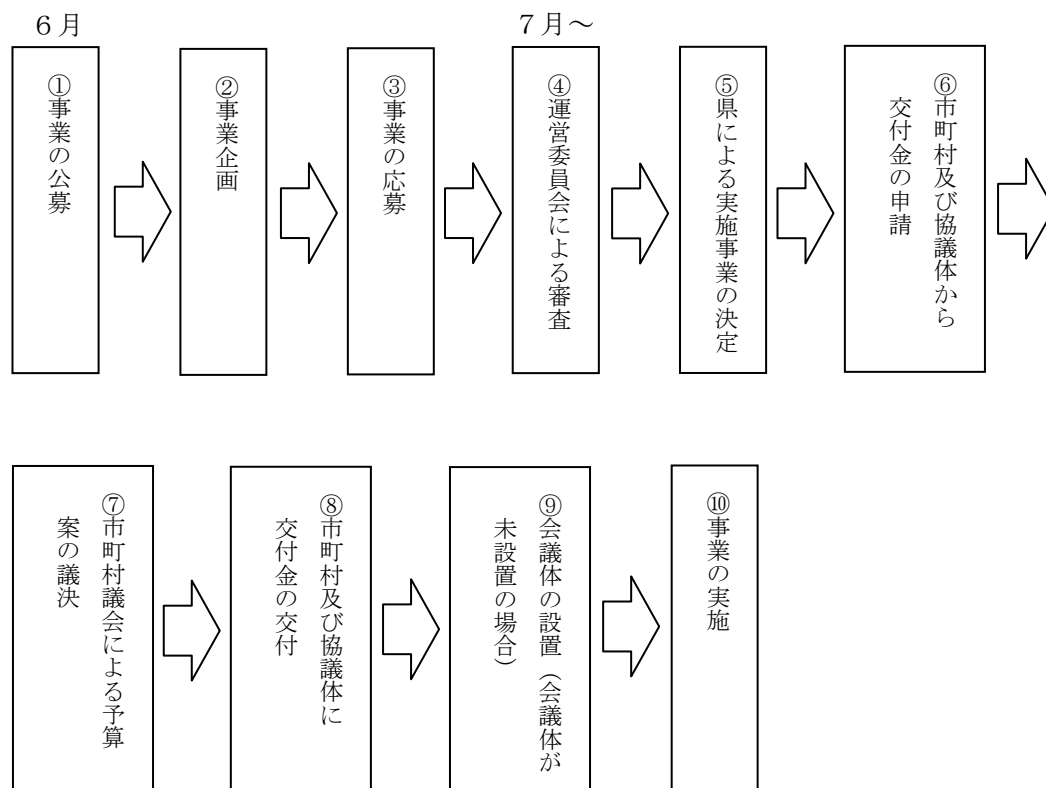 ６月
７月～
①事業の公募
②事業企画
③事業の応募
④運営委員会による審査
⑤県による実施事業の決定
⑥市町村及び協議体から
交付金の申請
⑦市町村議会による予算
案の議決
⑧市町村及び協議体に
交付金の交付
⑨会議体の設置（会議体が
未設置の場合）
⑩事業の実施